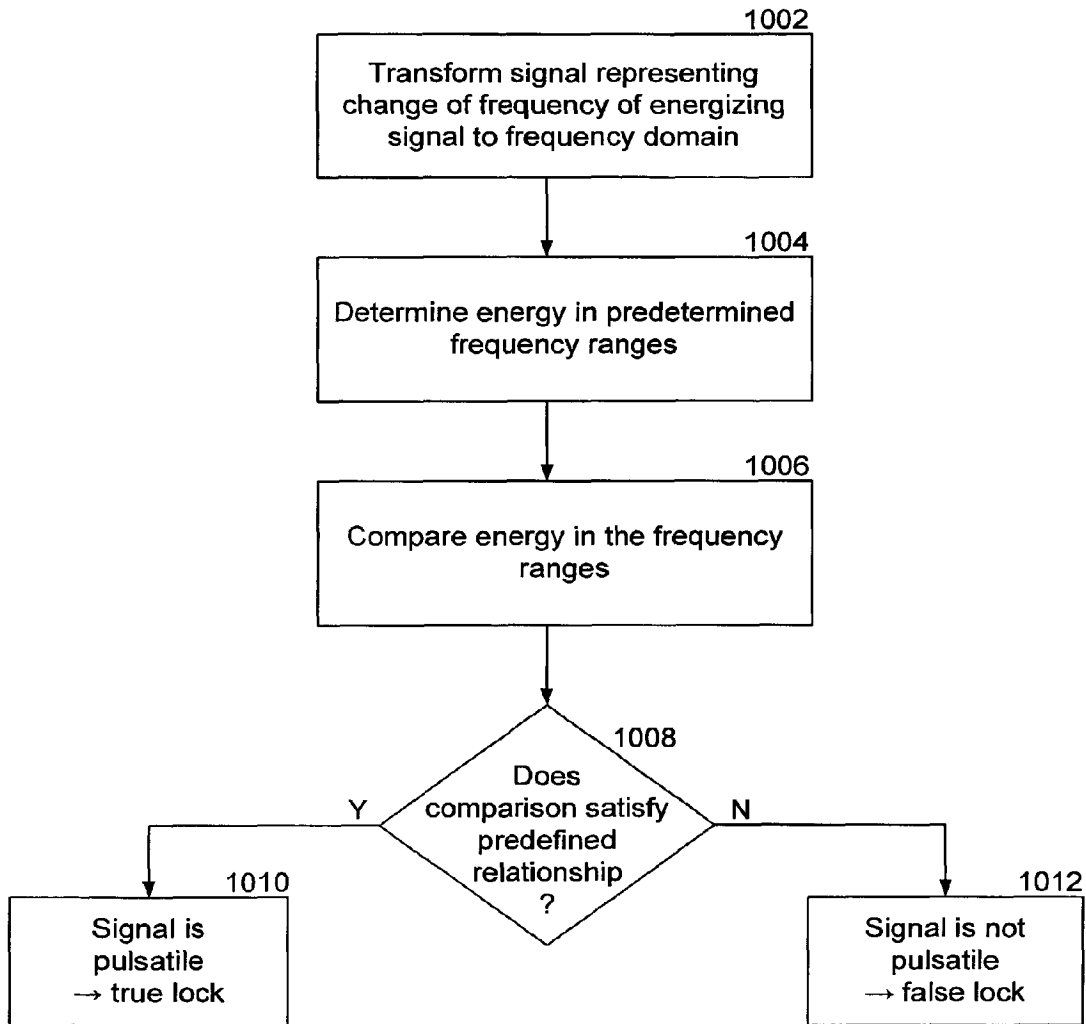 1002
Transform signal representing
change of frequency of energizing
signal to frequency domain
1004
Determine energy in predetermined
frequency ranges
1006
Compare energy in the frequency
ranges
1008
Does
comparison satisfy
predefined
relationship
?
Y
N
1010
Signal is
pulsatile
→ true lock
1012
Signal is not
pulsatile
→ false lock